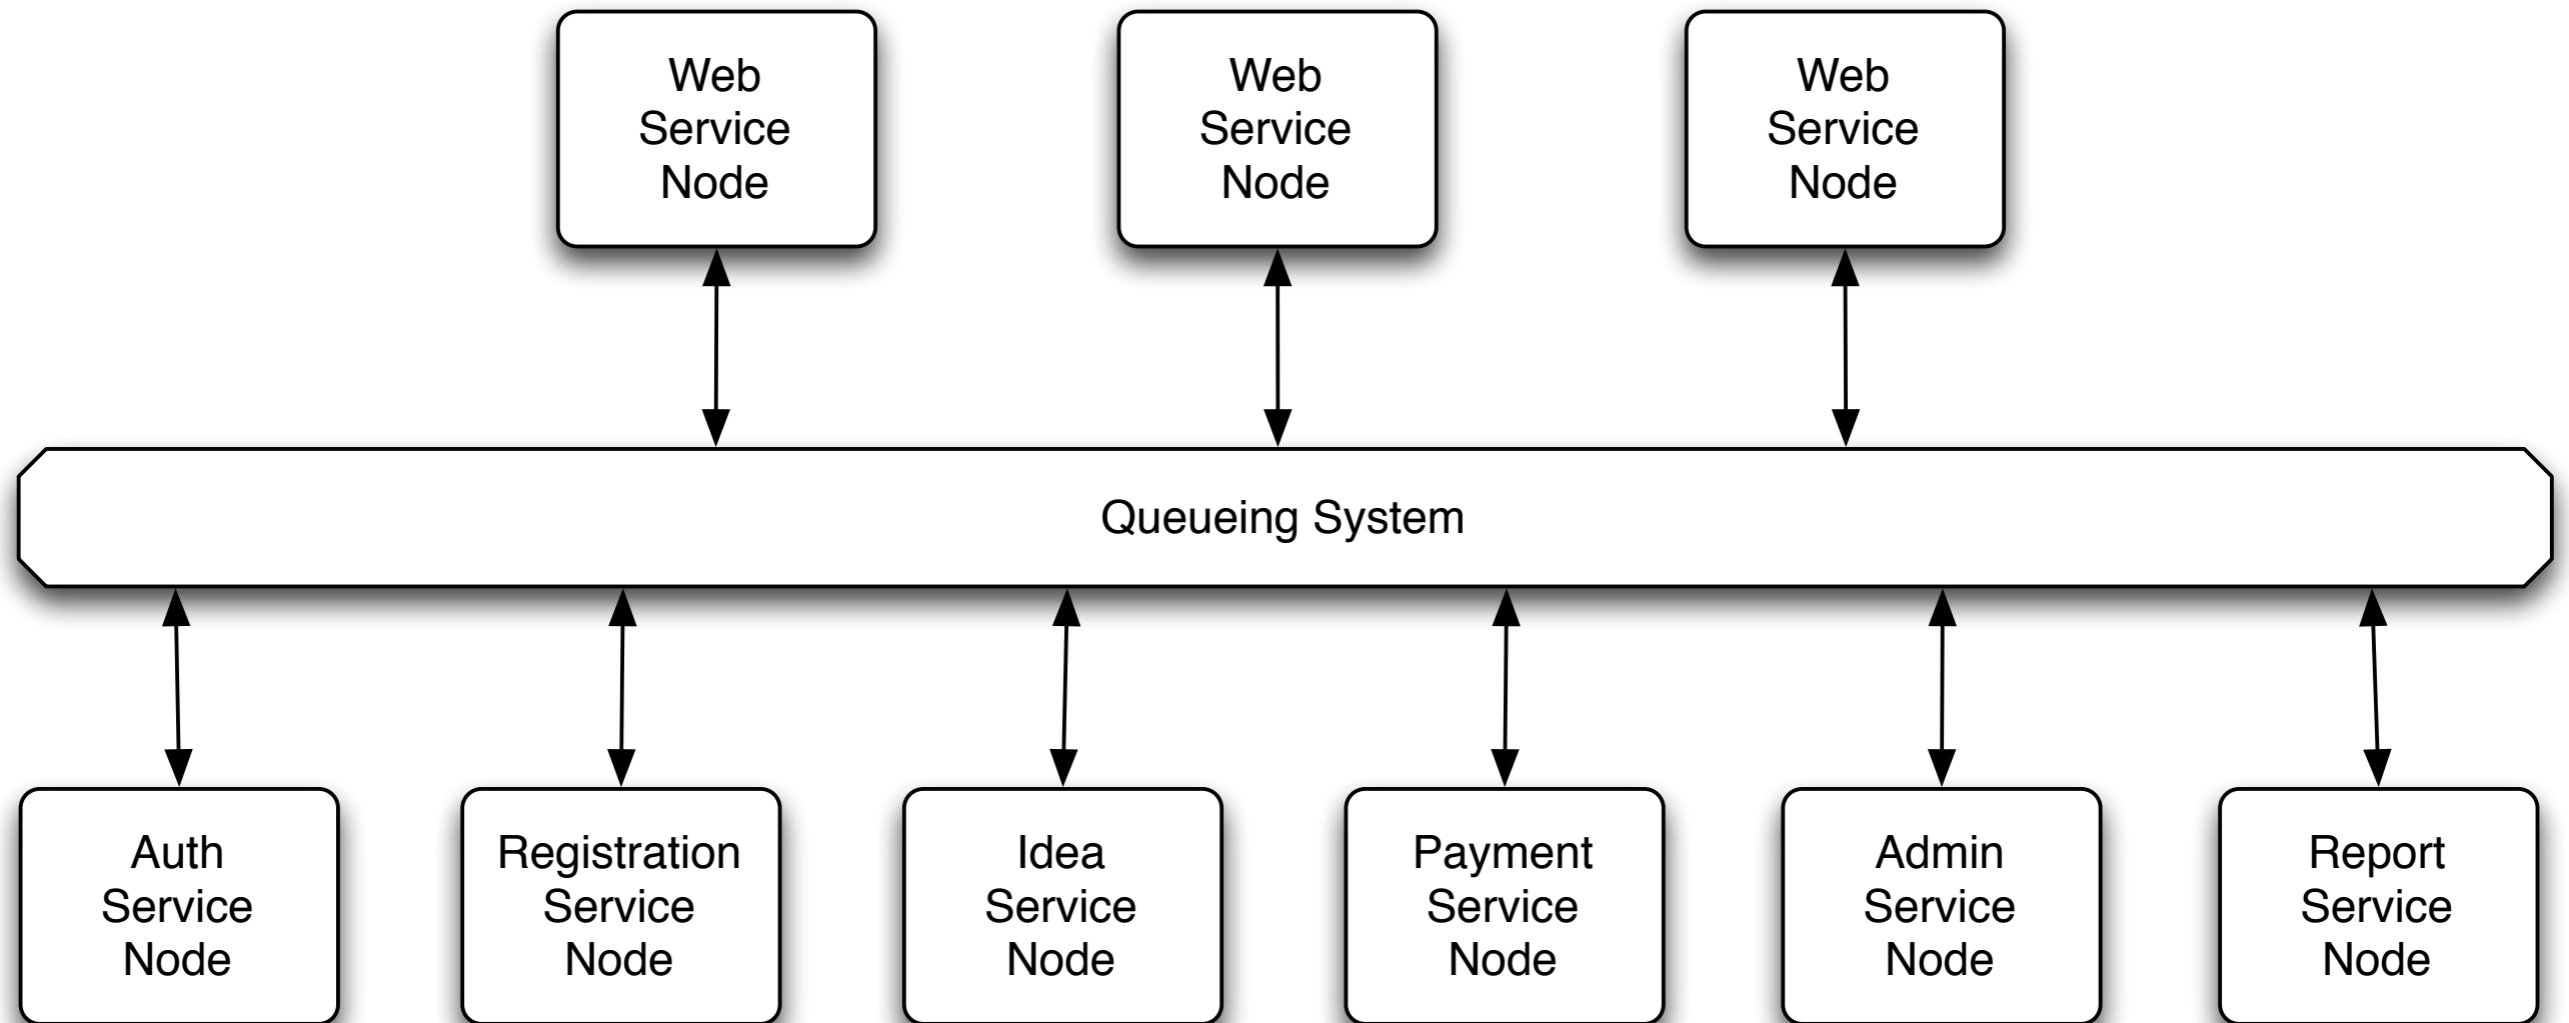 Web
Service
Node
Web
Service
Node
Web
Service
Node
Queueing System
Auth
Service
Node
Registration
Service
Node
Idea
Service
Node
Payment
Service
Node
Admin
Service
Node
Report
Service
Node